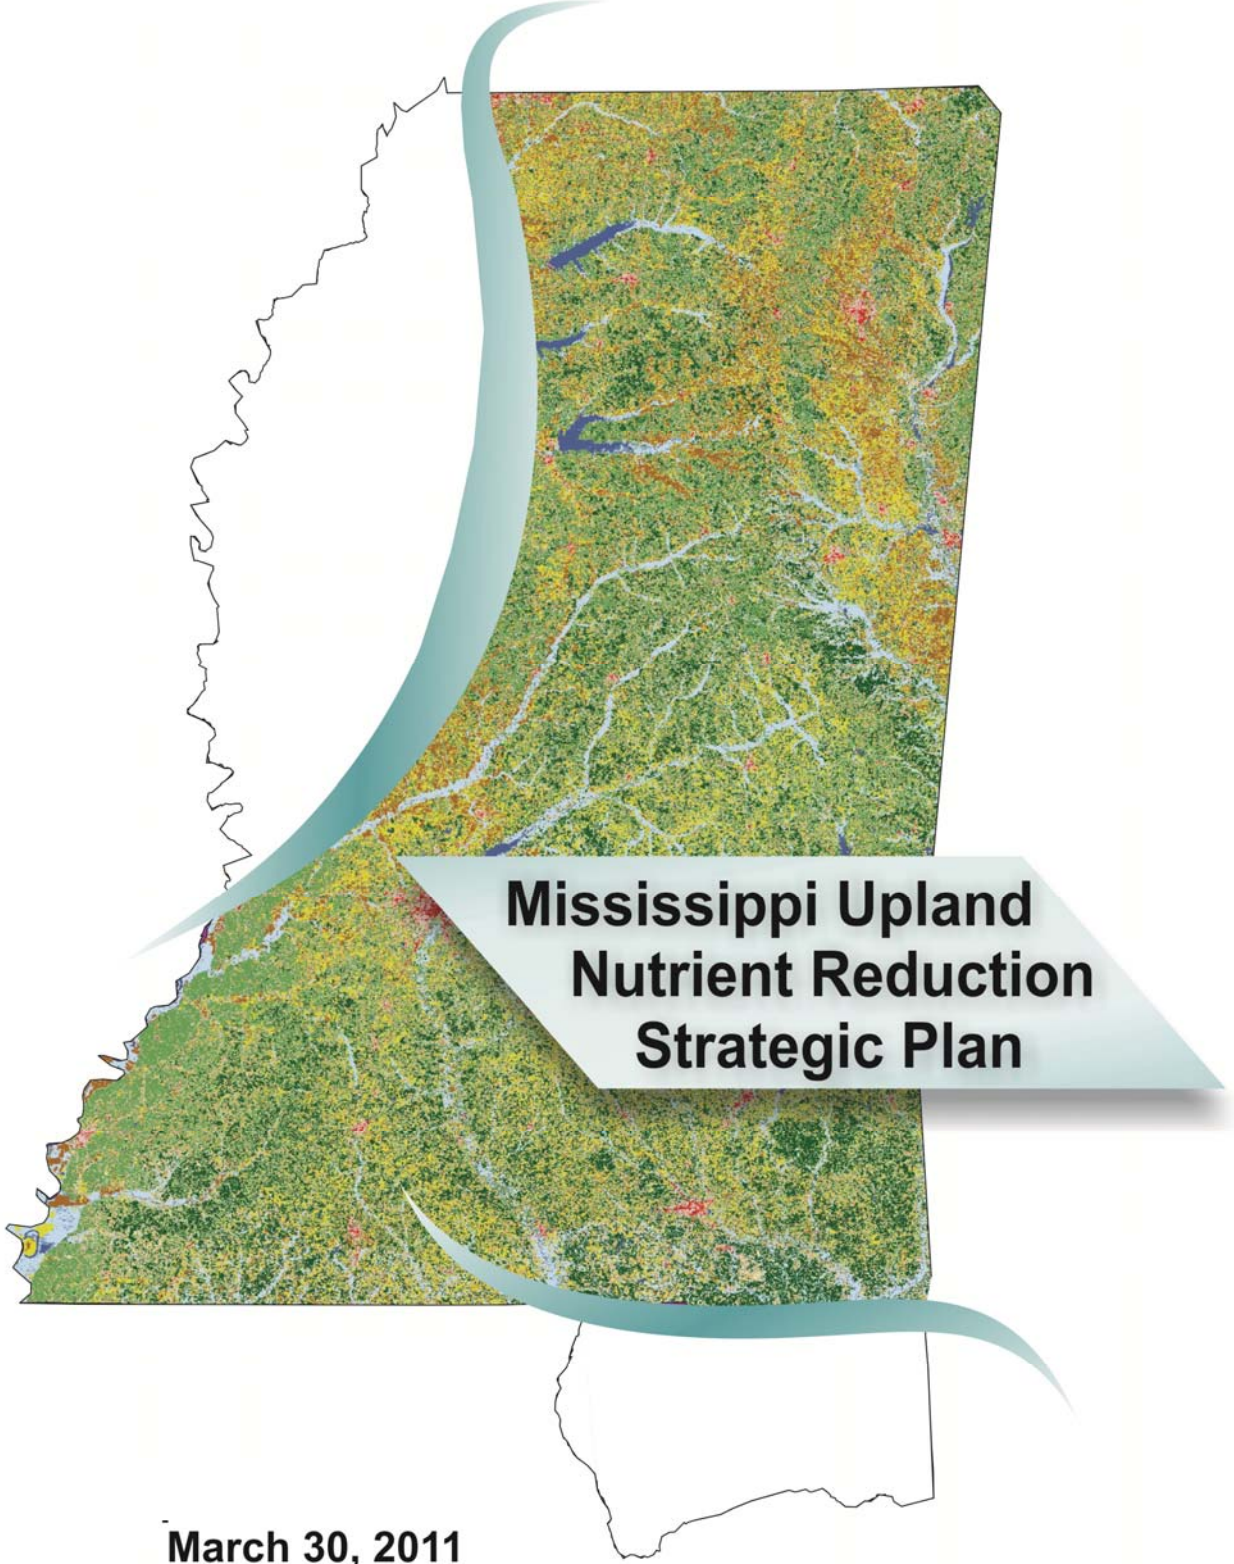 Mississippi Upland
Nutrient Reduction
Strategic Plan
March 30, 2011